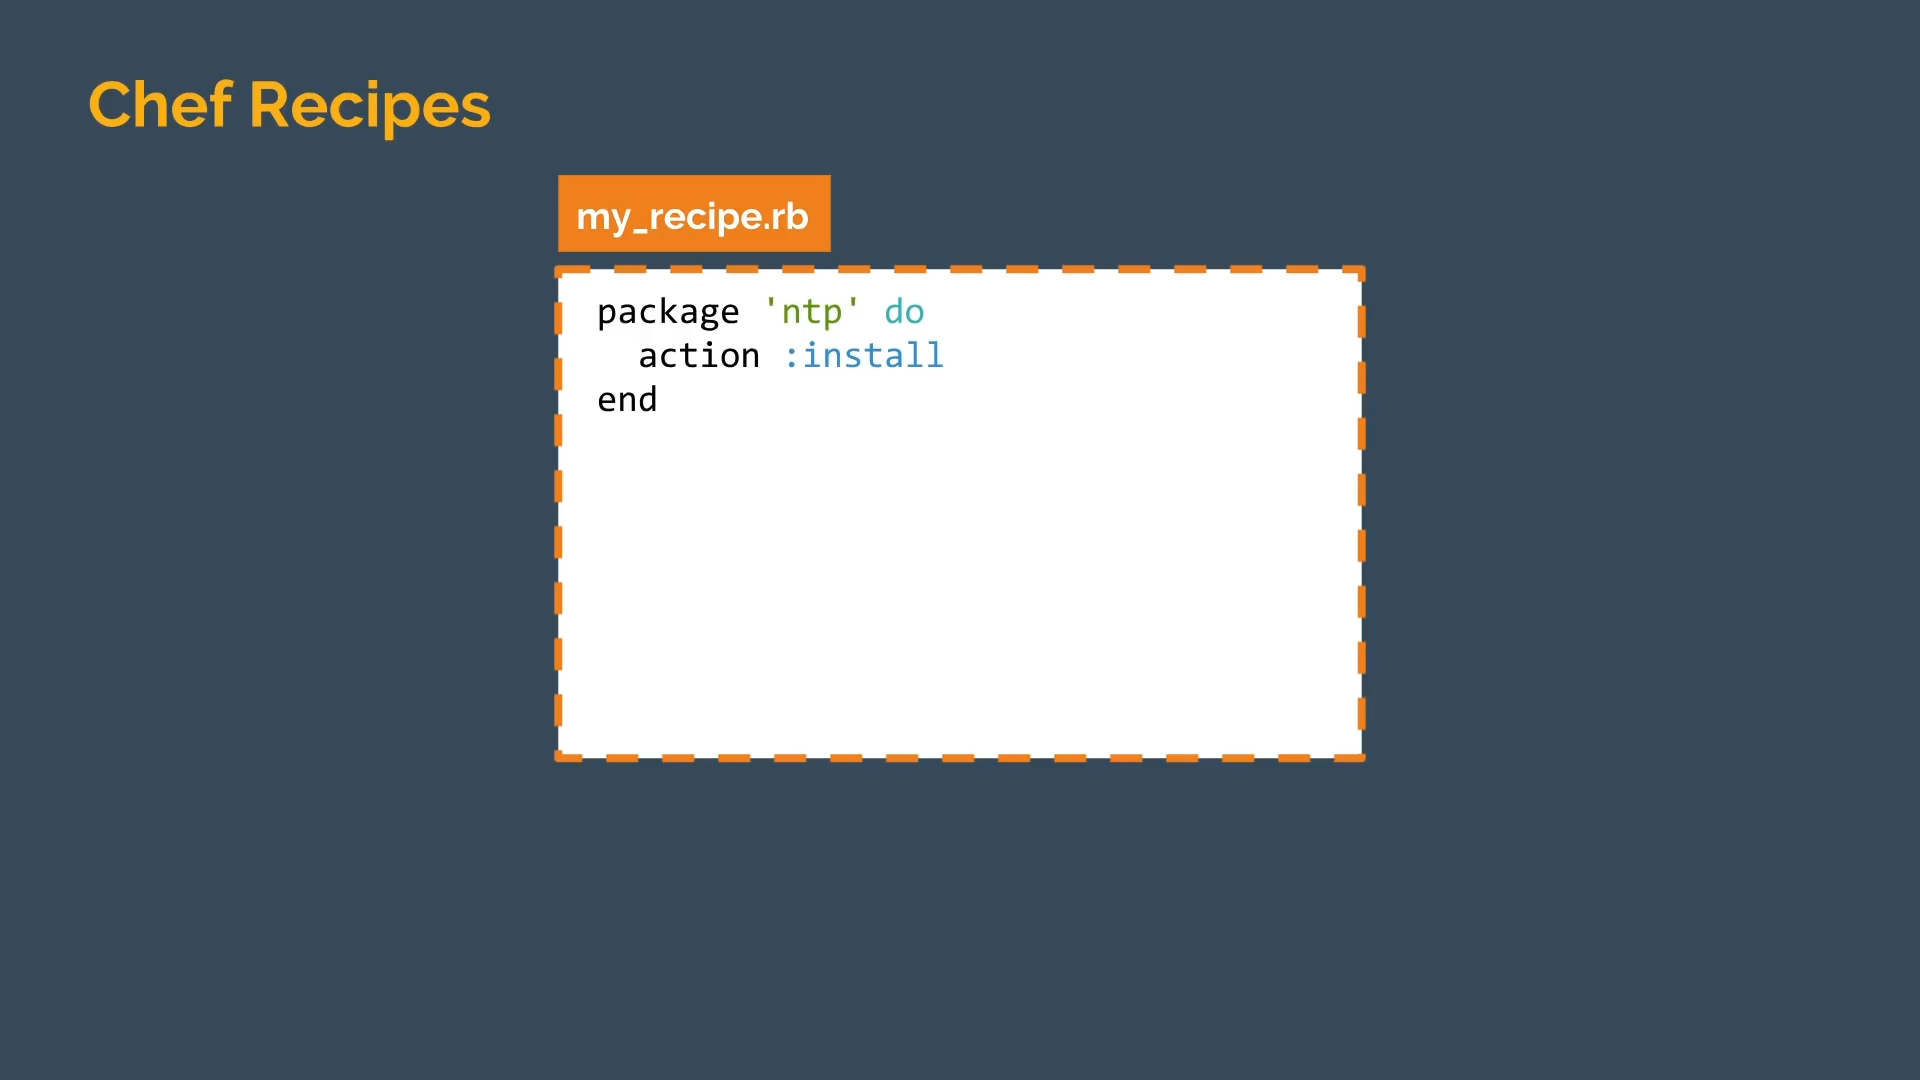 Chef Recipes
my_recipe.rb
package 'ntp' do
  action :install
end